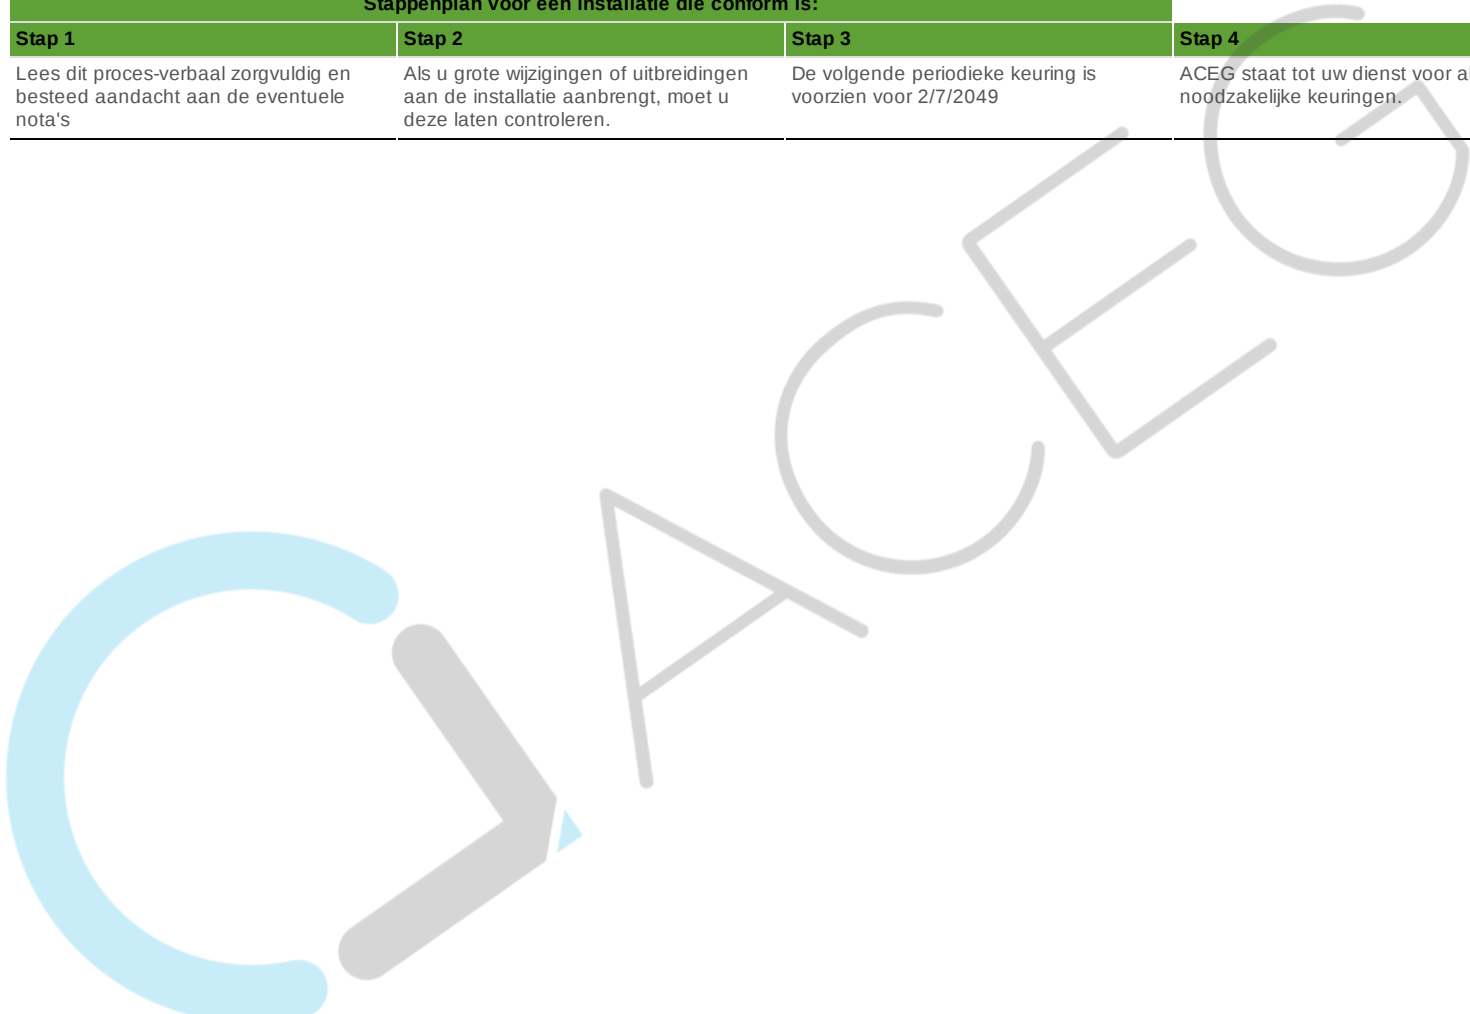 Stappenplan voor een installatie die conform is:
Stap 1
Stap 2
Stap 3
Stap 4
Lees dit proces-verbaal zorgvuldig en
besteed aandacht aan de eventuele
nota's
Als u grote wijzigingen of uitbreidingen
aan de installatie aanbrengt, moet u
deze laten controleren.
De volgende periodieke keuring is
voorzien voor 2/7/2049
ACEG staat tot uw dienst voor
noodzakelijke keuringen.
ACEG